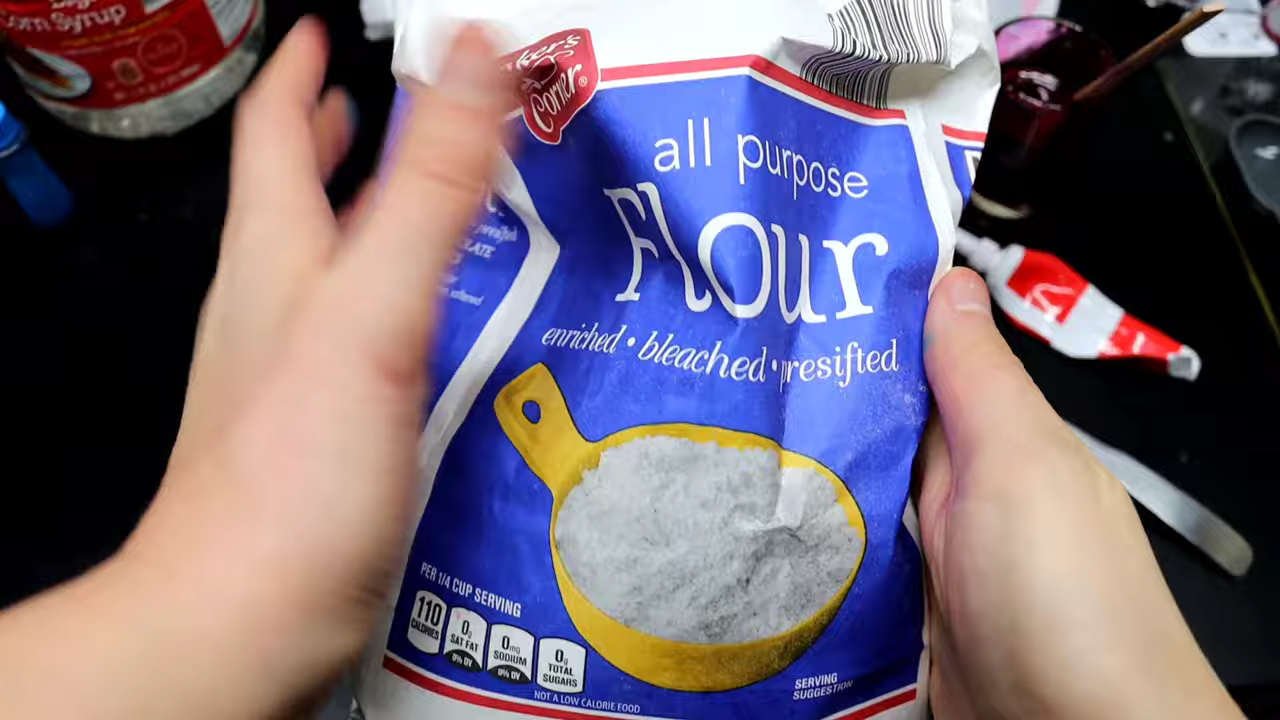 Corn Syrup
Corner®
all purpose
Flour
enriched • bleached • presifted
PER 1/4 CUP SERVING
110
CALORIES
0g
SAT FAT
0% DV
0mg
SODIUM
0% DV
0g
TOTAL
SUGARS
NOT A LOW CALORIE FOOD
SERVING
SUGGESTION